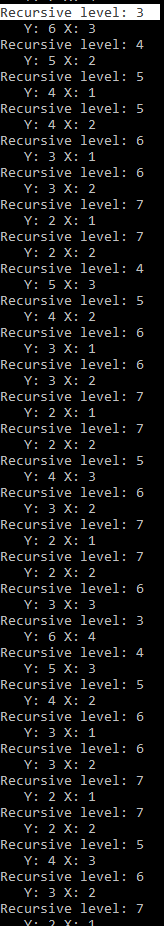 Recursive level: 3
Y: 6 X: 3
Recursive level: 4
Y: 5 X: 2
Recursive level: 5
Y: 4 X: 1
Recursive level: 5
Y: 4 X: 2
Recursive level: 6
Y: 3 X: 1
Recursive level: 6
Y: 3 X: 2
Recursive level: 7
Y: 2 X: 1
Recursive level: 7
Y: 2 X: 2
Recursive level: 4
Y: 5 X: 3
Recursive level: 5
Y: 4 X: 2
Recursive level: 6
Y: 3 X: 1
Recursive level: 6
Y: 3 X: 2
Recursive level: 7
Y: 2 X: 1
Recursive level: 7
Y: 2 X: 2
Recursive level: 5
Y: 4 X: 3
Recursive level: 6
Y: 3 X: 2
Recursive level: 7
Y: 2 X: 1
Recursive level: 7
Y: 2 X: 2
Recursive level: 6
Y: 3 X: 3
Recursive level: 3
Y: 6 X: 4
Recursive level: 4
Y: 5 X: 3
Recursive level: 5
Y: 4 X: 2
Recursive level: 6
Y: 3 X: 1
Recursive level: 6
Y: 3 X: 2
Recursive level: 7
Y: 2 X: 1
Recursive level: 7
Y: 2 X: 2
Recursive level: 5
Y: 4 X: 3
Recursive level: 6
Y: 3 X: 2
Recursive level: 7
Y: 2 X: 1